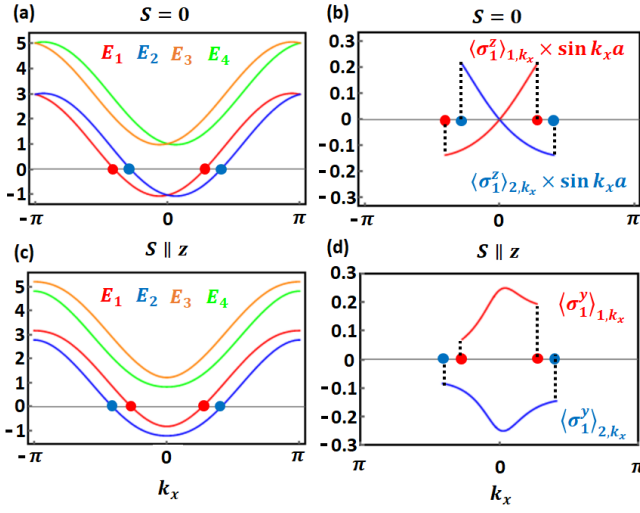 (a)
S = 0
E₁ E₂ E₃ E₄
5
4
3
2
1
0
−1
−π
0
π
(b)
S = 0
0.3
0.2
0.1
0
−0.1
−0.2
−0.3
−π
0
π
⟨σ₁ᶻ⟩₁,ₖₓ × sin kₓa
⟨σ₁ᶻ⟩₂,ₖₓ × sin kₓa
(c)
S ∥ z
E₁ E₂ E₃ E₄
5
4
3
2
1
0
−1
−π
0
π
kₓ
(d)
S ∥ z
0.3
0.2
0.1
0
−0.1
−0.2
0.3
π
0
π
kₓ
⟨σ₁ʸ⟩₁,ₖₓ
⟨σ₁ʸ⟩₂,ₖₓ